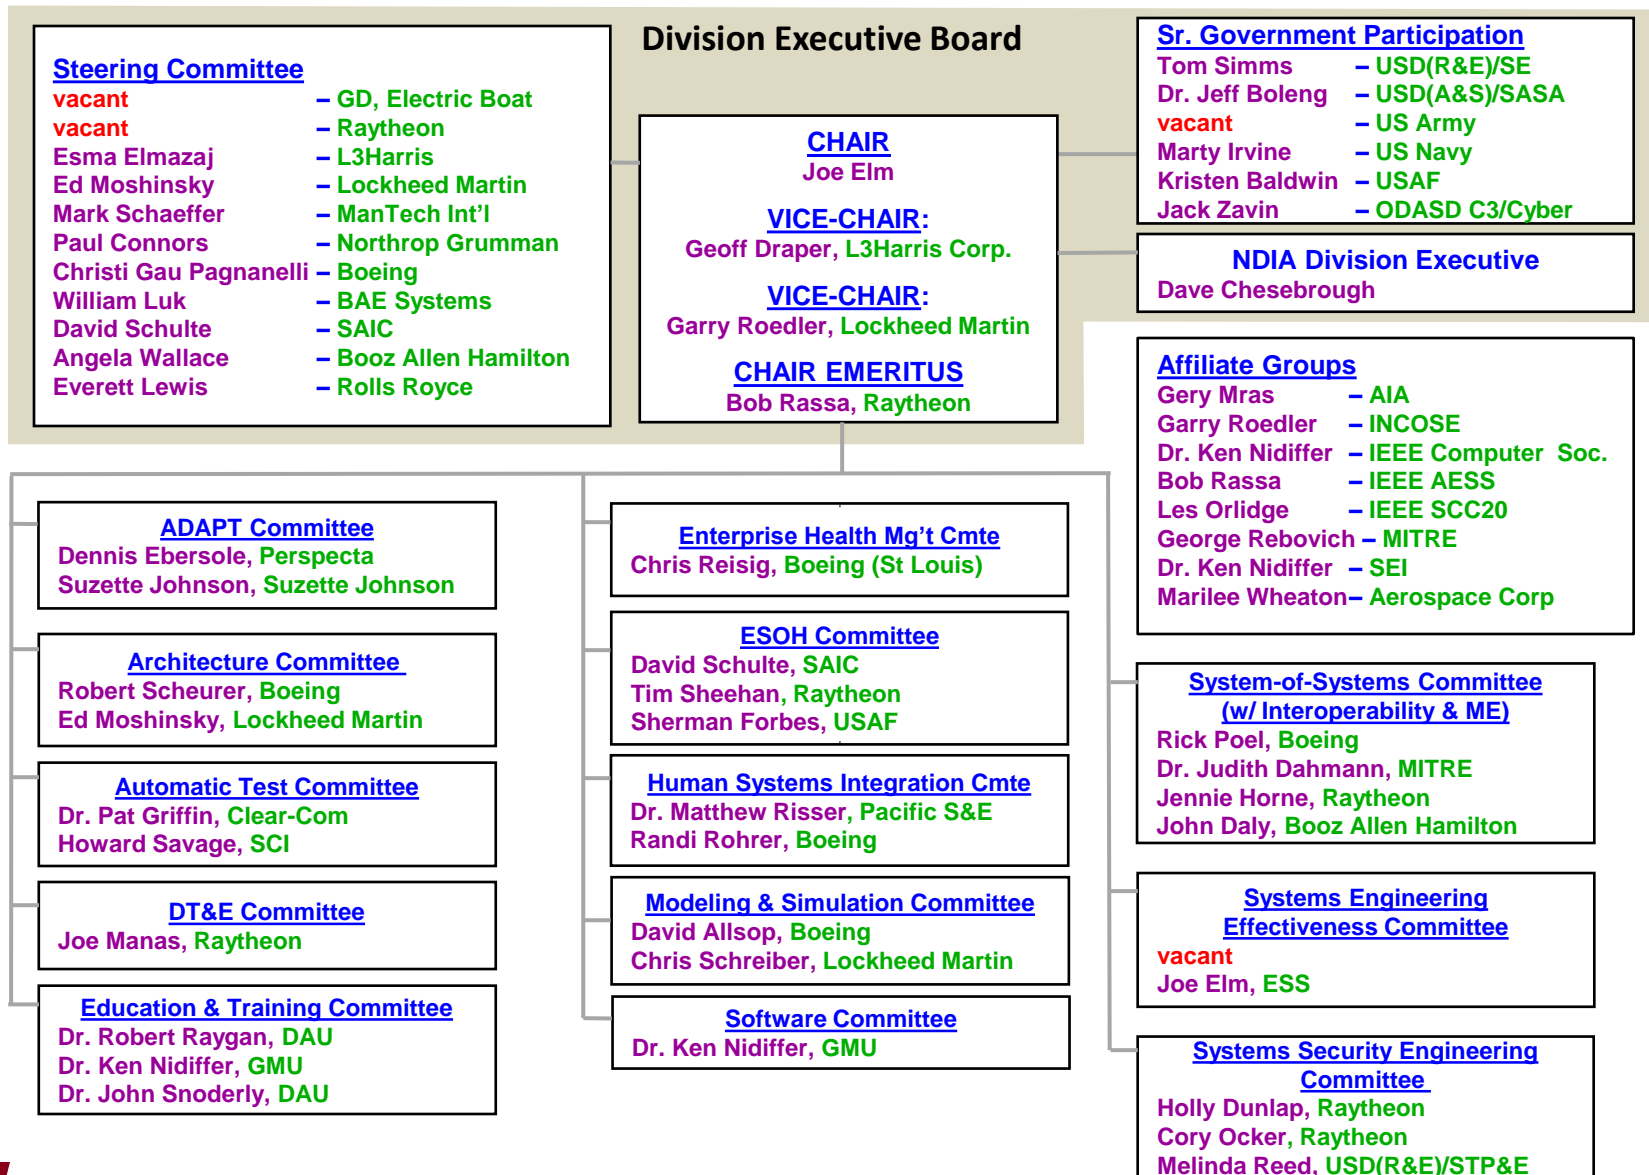 Division Executive Board
Steering Committee
vacant – GD, Electric Boat
vacant – Raytheon
Esma Elmazaj – L3Harris
Ed Moshinsky – Lockheed Martin
Mark Schaeffer – ManTech Int’l
Paul Connors – Northrop Grumman
Christi Gau Pagnanelli – Boeing
William Luk – BAE Systems
David Schulte – SAIC
Angela Wallace – Booz Allen Hamilton
Everett Lewis – Rolls Royce
CHAIR
Joe Elm
VICE-CHAIR:
Geoff Draper, L3Harris Corp.
VICE-CHAIR:
Garry Roedler, Lockheed Martin
CHAIR EMERITUS
Bob Rassa, Raytheon
Sr. Government Participation
Tom Simms – USD(R&E)/SE
Dr. Jeff Boleng – USD(A&S)/SASA
vacant – US Army
Marty Irvine – US Navy
Kristen Baldwin – USAF
Jack Zavin – ODASD C3/Cyber
NDIA Division Executive
Dave Chesebrough
Affiliate Groups
Gery Mras – AIA
Garry Roedler – INCOSE
Dr. Ken Nidiffer – IEEE Computer Soc.
Bob Rassa – IEEE AESS
Les Orlidge – IEEE SCC20
George Rebovich – MITRE
Dr. Ken Nidiffer – SEI
Marilee Wheaton – Aerospace Corp
ADAPT Committee
Dennis Ebersole, Perspecta
Suzette Johnson, Suzette Johnson
Architecture Committee
Robert Scheurer, Boeing
Ed Moshinsky, Lockheed Martin
Automatic Test Committee
Dr. Pat Griffin, Clear-Com
Howard Savage, SCI
DT&E Committee
Joe Manas, Raytheon
Education & Training Committee
Dr. Robert Raygan, DAU
Dr. Ken Nidiffer, GMU
Dr. John Snoderly, DAU
Enterprise Health Mg’t Cmte
Chris Reisig, Boeing (St Louis)
ESOH Committee
David Schulte, SAIC
Tim Sheehan, Raytheon
Sherman Forbes, USAF
Human Systems Integration Cmte
Dr. Matthew Risser, Pacific S&E
Randi Rohrer, Boeing
Modeling & Simulation Committee
David Allsop, Boeing
Chris Schreiber, Lockheed Martin
Software Committee
Dr. Ken Nidiffer, GMU
System-of-Systems Committee
(w/ Interoperability & ME)
Rick Poel, Boeing
Dr. Judith Dahmann, MITRE
Jennie Horne, Raytheon
John Daly, Booz Allen Hamilton
Systems Engineering
Effectiveness Committee
vacant
Joe Elm, ESS
Systems Security Engineering
Committee
Holly Dunlap, Raytheon
Cory Ocker, Raytheon
Melinda Reed, USD(R&E)/STP&E